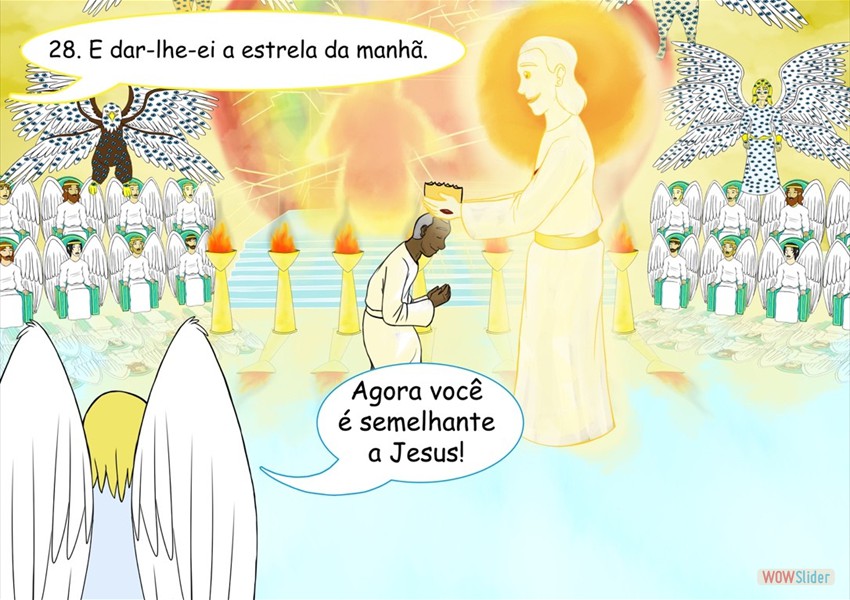 28. E dar-lhe-ei a estrela da manhã.
Agora você
é semelhante
a Jesus!
WOWSlider